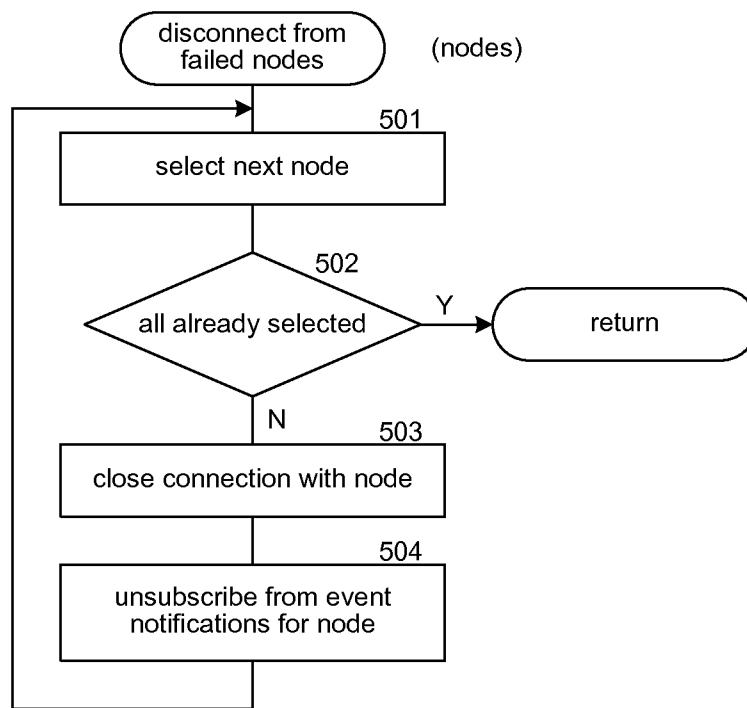 disconnect from
failed nodes
(nodes)
501
select next node
502
all already selected
Y
return
N
503
close connection with node
504
unsubscribe from event
notifications for node